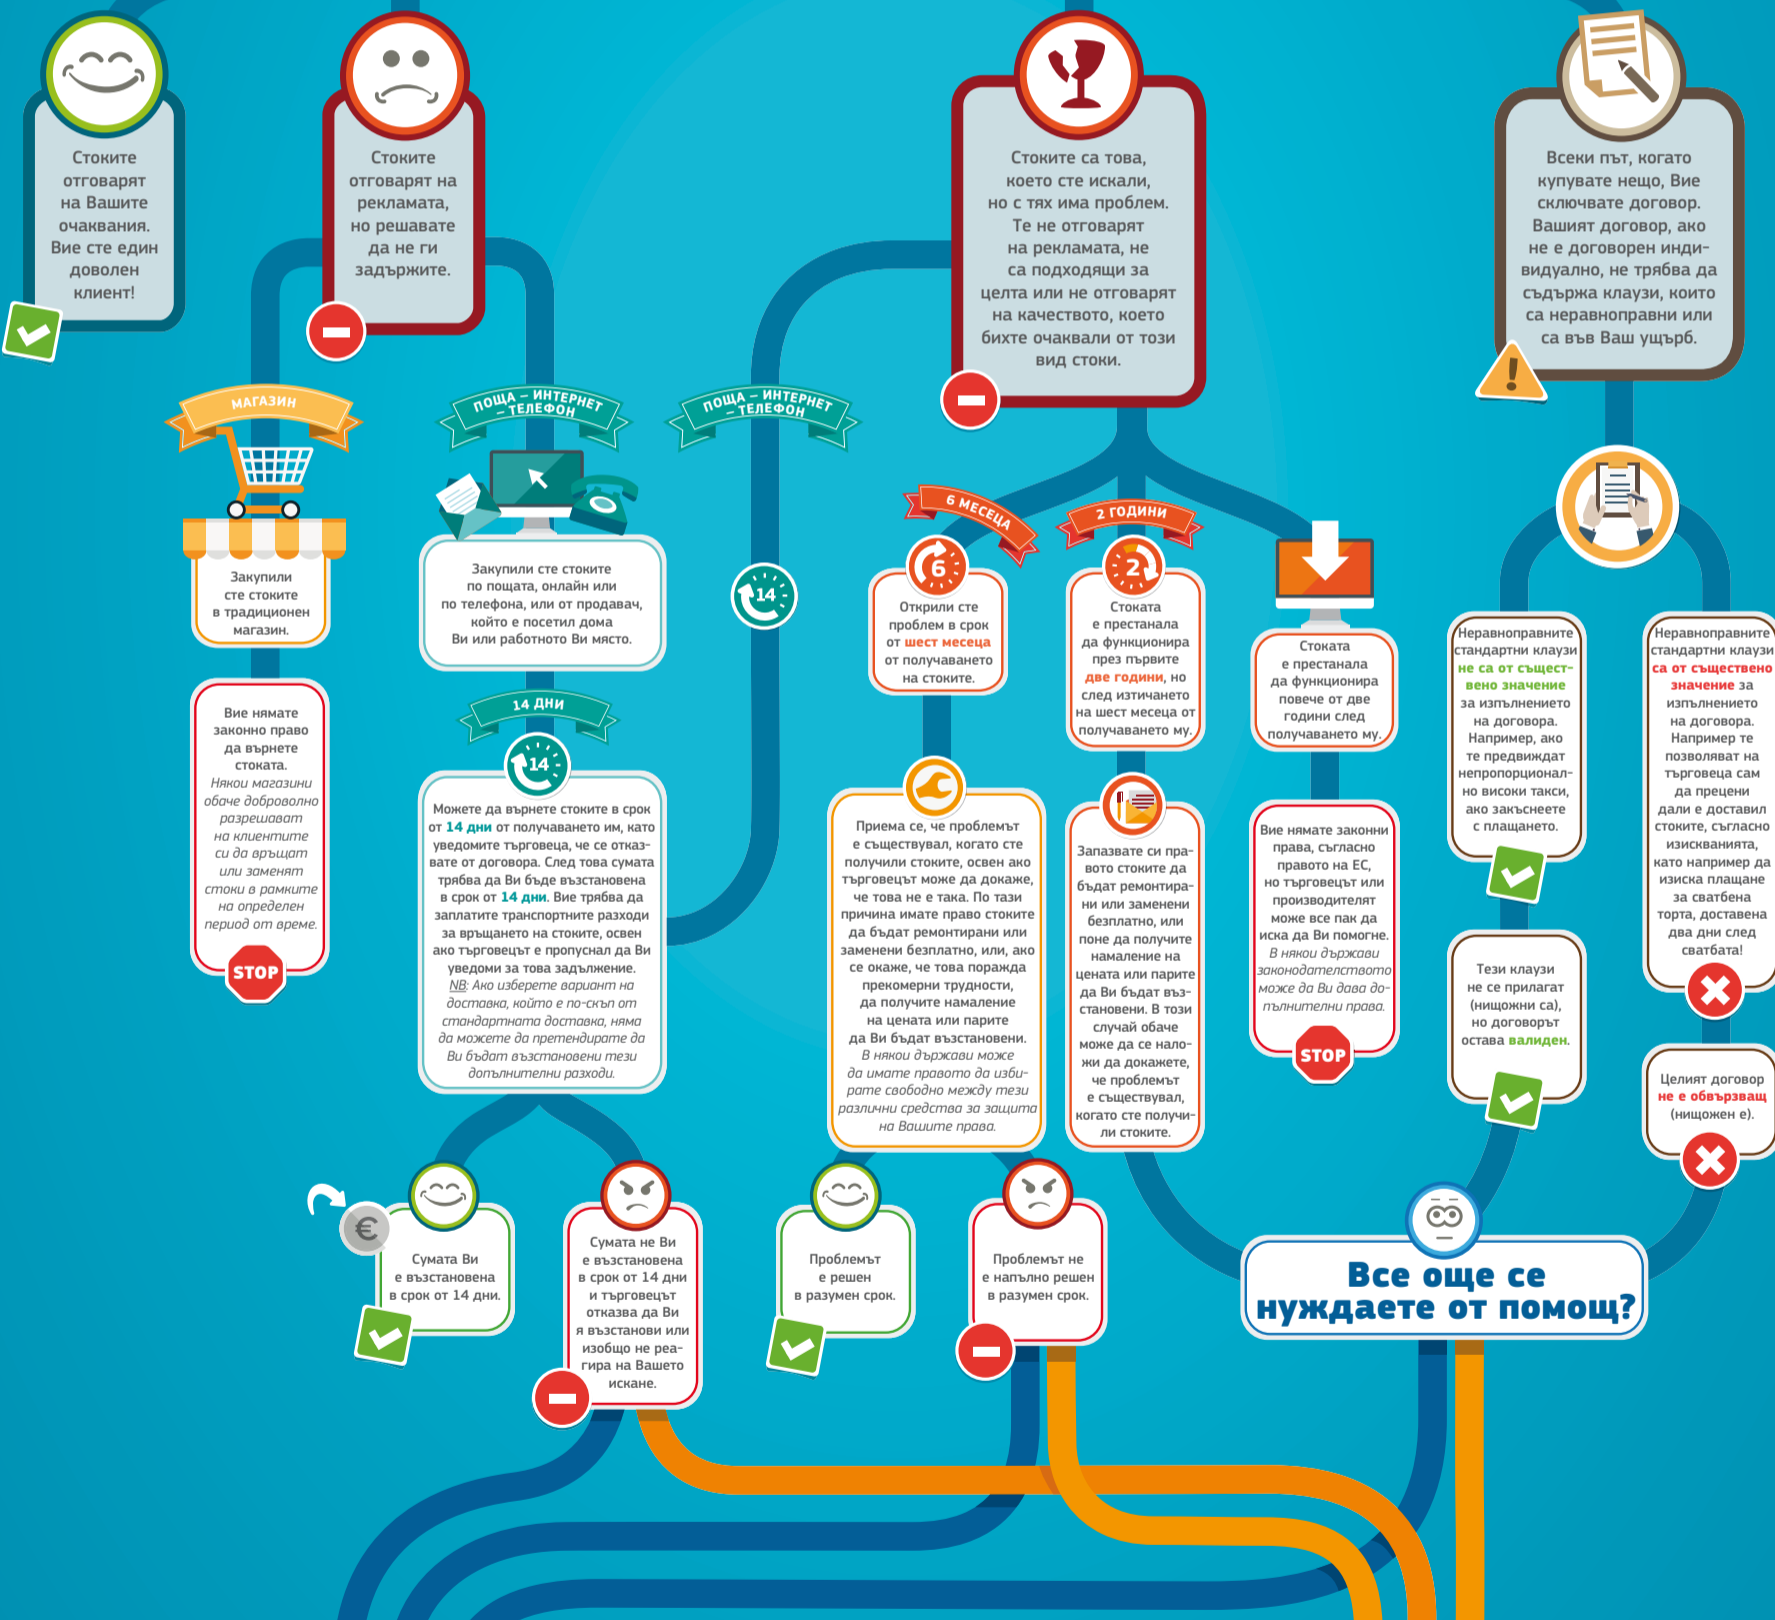 Стоките
отговарят
на Вашите
очаквания.
Вие сте един
доволен
клиент!
Стоките
отговарят на
рекламата,
но решавате
да не ги
задържите.
Стоките са това,
което сте искали,
но с тях има проблем.
Те не отговарят
на рекламата, не
са подходящи за
целта или не отговарят
на качеството, което
бихте очаквали от този
вид стоки.
Всеки път, когато
купувате нещо, Вие
сключвате договор.
Вашият договор, ако
не е договорен инди-
видуално, не трябва да
съдържа клаузи, които
са неравноправни или
са във Ваш ущърб.
МАГАЗИН
Закупили
сте стоките
в традиционен
магазин.
Вие нямате
законно право
да върнете
стоката.
Някои магазини
обаче доброволно
разрешават
на клиентите
си да връщат
или заменят
стоки в рамките
на определен
период от време.
STOP
ПОЩА – ИНТЕРНЕТ
– ТЕЛЕФОН
Закупили сте стоките
по пощата, онлайн или
по телефона, или от продавач,
който е посетил дома
Ви или работното Ви място.
14 ДНИ
14
Можете да върнете стоките в срок
от 14 дни от получаването им, като
уведомите търговеца, че се отказ-
вате от договора. След това сумата
трябва да Ви бъде възстановена
в срок от 14 дни. Вие трябва да
заплатите транспортните разходи
за връщането на стоките, освен
ако търговецът е пропуснал да Ви
уведоми за това задължение.
NB: Ако изберете вариант на
доставка, който е по-скъп от
стандартната доставка, няма
да можете да претендирате да
Ви бъдат възстановени тези
допълнителни разходи.
€
Сумата Ви
е възстановена
в срок от 14 дни.
Сумата не Ви
е възстановена
в срок от 14 дни
и търговецът
отказва да Ви
я възстанови или
изобщо не реа-
гира на Вашето
искане.
ПОЩА – ИНТЕРНЕТ
– ТЕЛЕФОН
14
6 МЕСЕЦА
6
Открили сте
проблем в срок
от шест месеца
от получаването
на стоките.
Приема се, че проблемът
е съществувал, когато сте
получили стоките, освен ако
търговецът може да докаже,
че това не е така. По тази
причина имате право стоките
да бъдат ремонтирани или
заменени безплатно, или, ако
се окаже, че това поражда
прекомерни трудности,
да получите намаление
на цената или парите
да Ви бъдат възстановени.
В някои държави може
да имате правото да изби-
рате свободно между тези
различни средства за защита
на Вашите права.
Проблемът
е решен
в разумен срок.
Проблемът не
е напълно решен
в разумен срок.
2 ГОДИНИ
2
Стоката
е престанала
да функционира
през първите
две години, но
след изтичането
на шест месеца от
получаването му.
Запазвате си пра-
вото стоките да
бъдат ремонтира-
ни или заменени
безплатно, или
поне да получите
намаление на
цената или парите
да Ви бъдат въз-
становени. В този
случай обаче
може да се нало-
жи да докажете,
че проблемът
е съществувал,
когато сте получи-
ли стоките.
Стоката
е престанала
да функционира
повече от две
години след
получаването му.
Вие нямате законни
права, съгласно
правото на ЕС,
но търговецът или
производителят
може все пак да
иска да Ви помогне.
В някои държави
законодателството
може да Ви дава до-
пълнителни права.
STOP
Неравноправните
стандартни клаузи
не са от същест-
вено значение
за изпълнението
на договора.
Например, ако
те предвиждат
непропорционал-
но високи такси,
ако закъснеете
с плащането.
Тези клаузи
не се прилагат
(нищожни са),
но договорът
остава валиден.
Неравноправните
стандартни клаузи
са от съществено
значение за
изпълнението
на договора.
Например те
позволяват на
търговеца сам
да прецени
дали е доставил
стоките, съгласно
изискванията,
като например да
изиска плащане
за сватбена
торта, доставена
два дни след
сватбата!
Целият договор
не е обвързващ
(нищожен е).
Все още се
нуждаете от помощ?